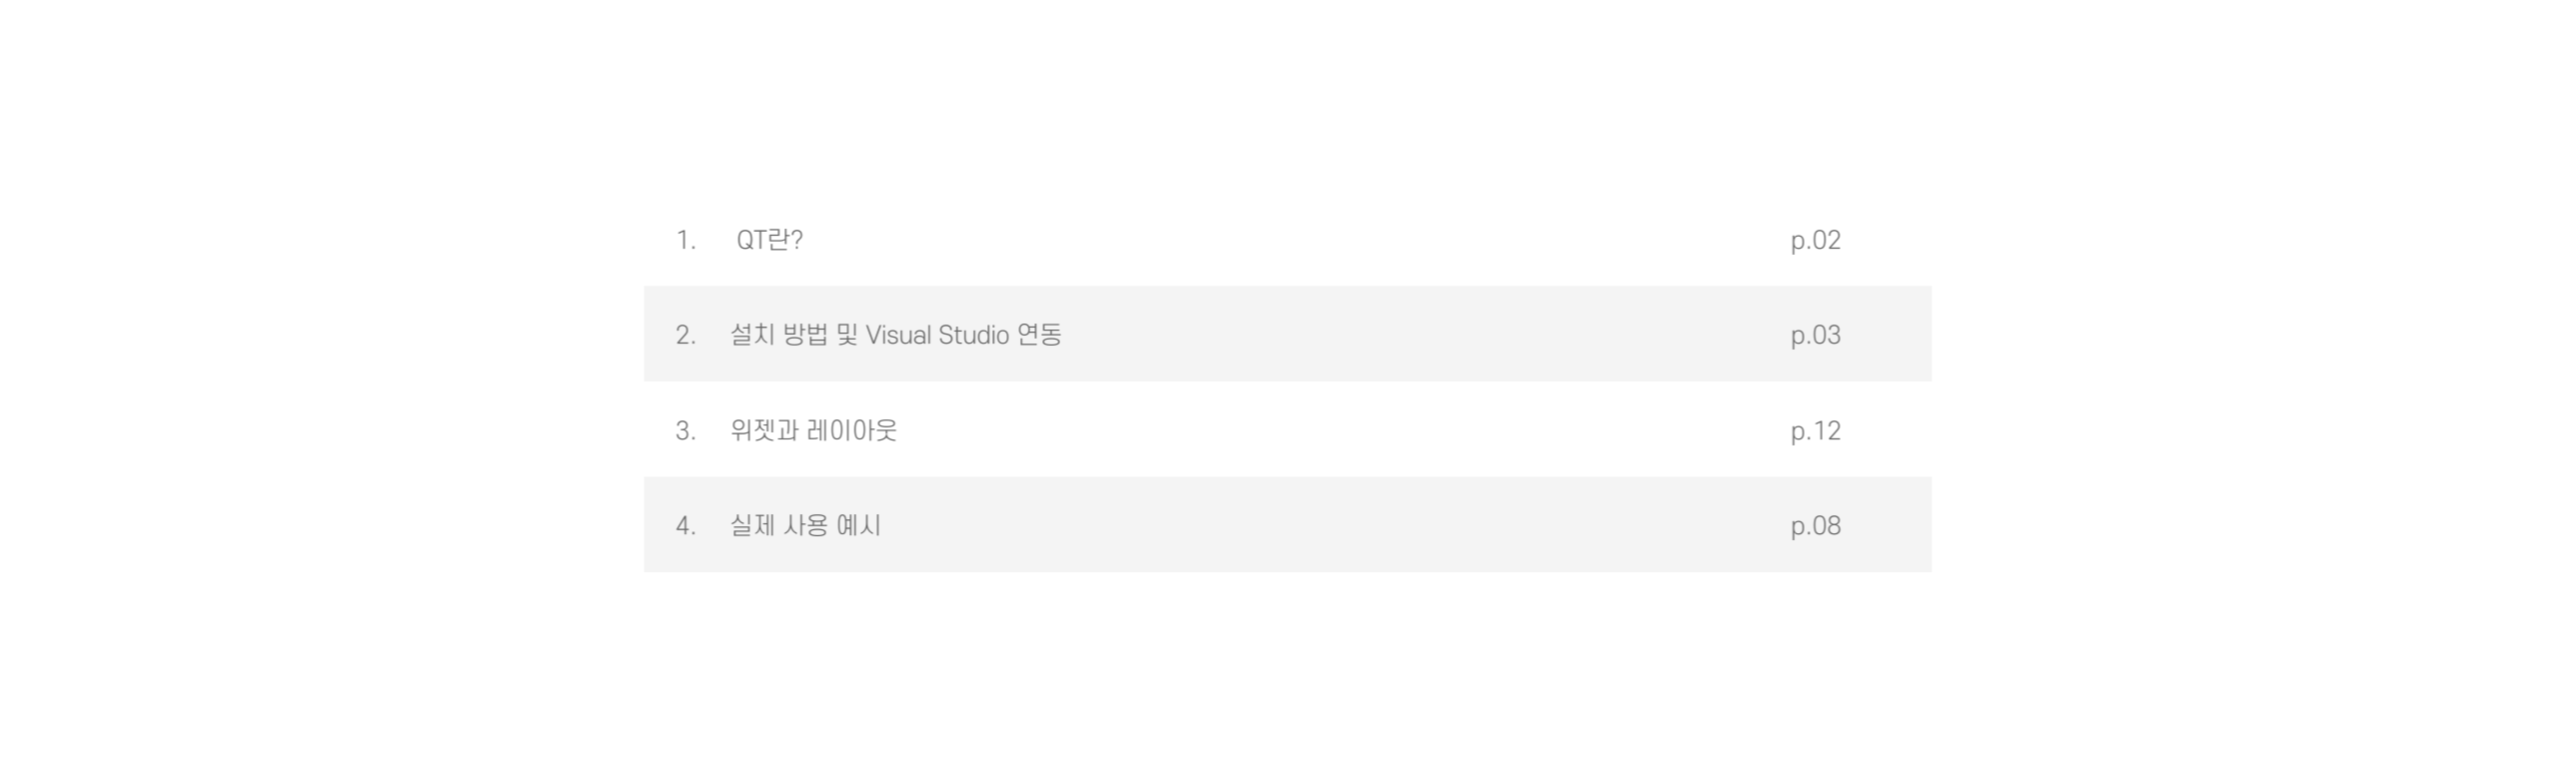 1. QT란? p.02
2. 설치 방법 및 Visual Studio 연동 p.03
3. 위젯과 레이아웃 p.12
4. 실제 사용 예시 p.08